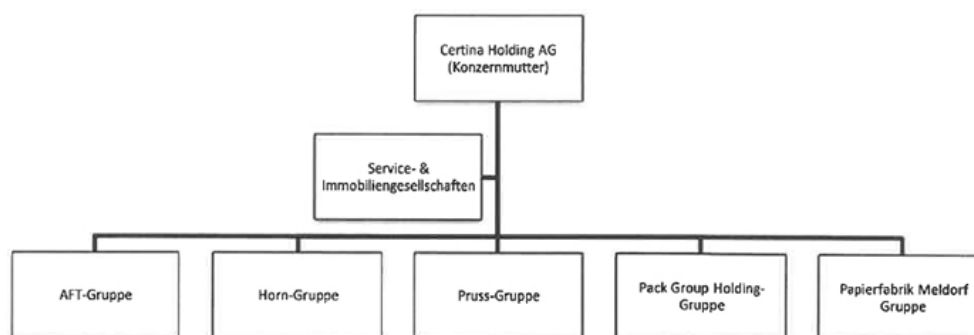 Certina Holding AG
(Konzernmutter)
Service- &
Immobiliengesellschaften
AFT-Gruppe
Horn-Gruppe
Pruss-Gruppe
Pack Group Holding-
Gruppe
Papierfabrik Meldorf
Gruppe